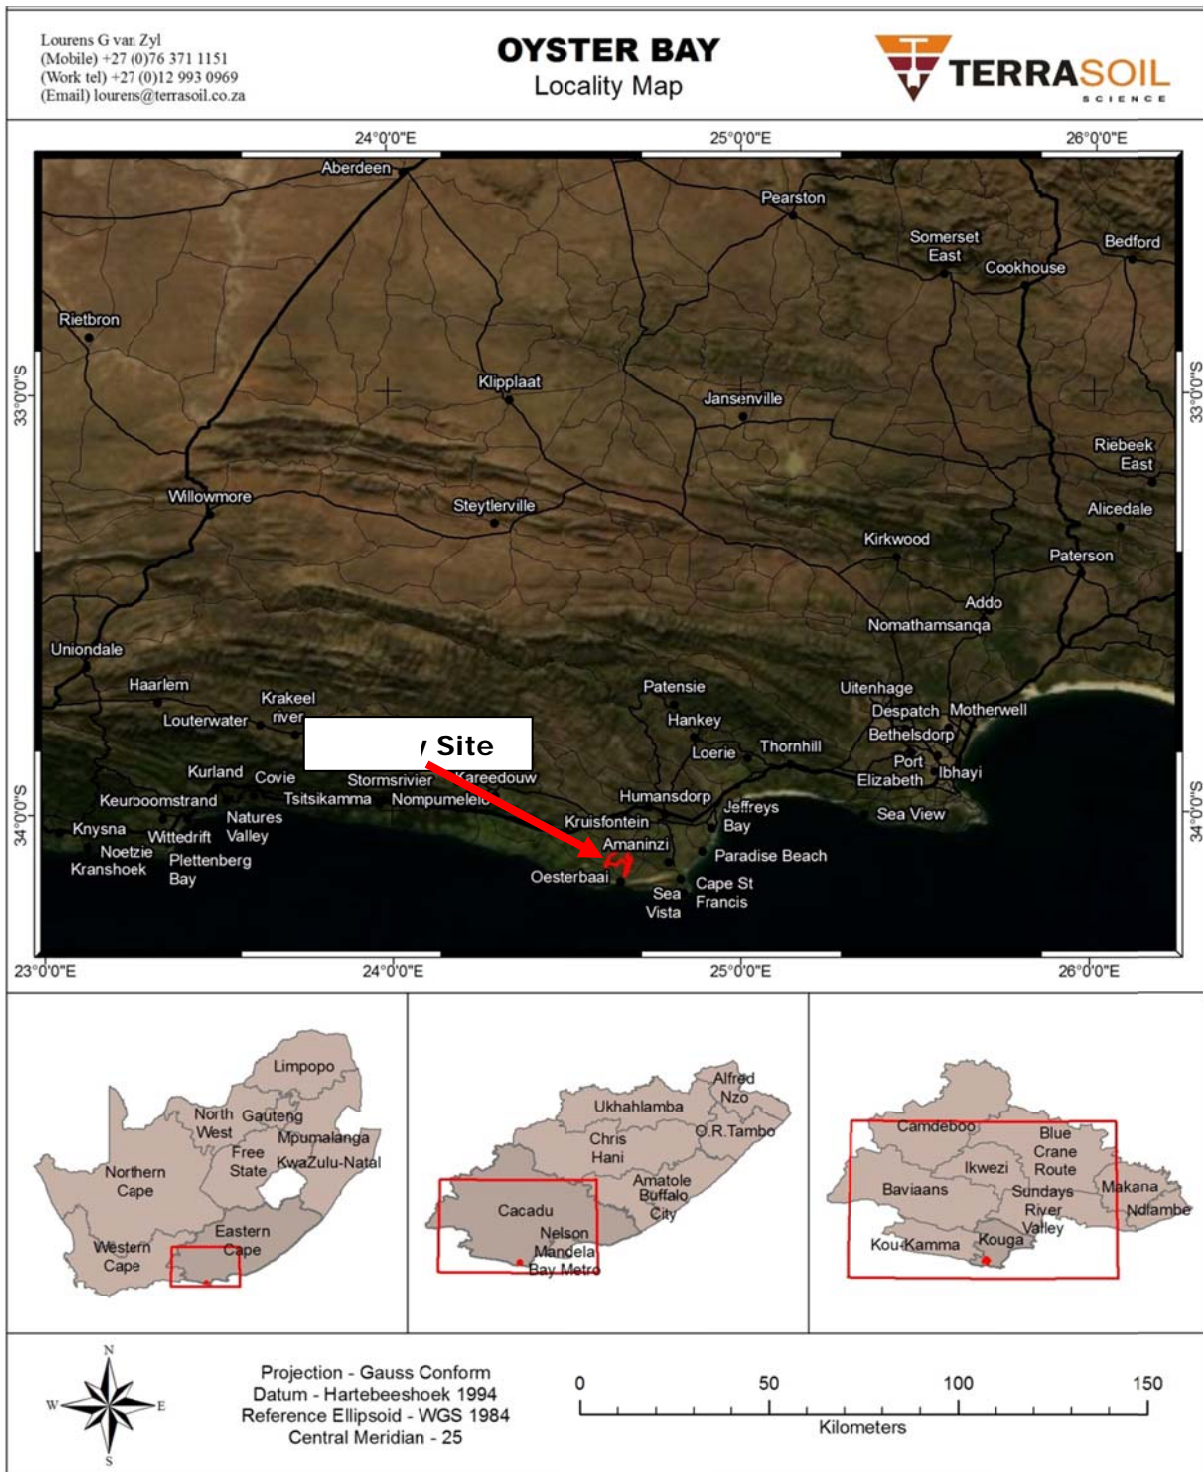 Lourens G van Zyl
(Mobile) +27 (0)76 371 1151
(Work tel) +27 (0)12 993 0969
(Email) lourens@terrasoil.co.za
OYSTER BAY
Locality Map
TERRASOIL
SCIENCE
24°0'0"E
25°0'0"E
26°0'0"E
Aberdeen
Pearston
Somerset
East
Bedford
Cookhouse
Rietbron
33°0'0"S
33°0'0"S
Klipplaat
Jansenville
Riebeek
East
Willowmore
Steytlerville
Alicedale
Kirkwood
Paterson
Addo
Nomathamsanqa
Uniondale
Haarlem
Krakeel
river
Louterwater
Patensie
Hankey
Loerie
Thornhill
Uitenhage
Despatch
Motherwell
Bethelsdorp
Port
Elizabeth
Ibhayi
Site
Kurland
Covie
Stormsrivier
Kareedouw
Keurboomstrand
Tsitsikamma
Nompumelelo
Humansdorp
Jeffreys
Bay
Sea View
34°0'0"S
34°0'0"S
Knysna
Wittedrift
Natures
Valley
Kruisfontein
Noetzie
Kranshoek
Plettenberg
Bay
Amaninzi
Paradise Beach
Oesterbaai
Sea
Vista
Cape St
Francis
23°0'0"E
24°0'0"E
25°0'0"E
26°0'0"E
Limpopo
North
West
Gauteng
Mpumalanga
Free
State
KwaZulu-Natal
Northern
Cape
Eastern
Cape
Western
Cape
Alfred
Nzo
Ukhahlamba
O.R.Tambo
Chris
Hani
Amatole
Buffalo
City
Cacadu
Nelson
Mandela
Bay Metro
Camdeboo
Blue
Crane
Route
Ikwezi
Baviaans
Sundays
River
Valley
Makana
Ndlambe
Kou-Kamma
Kouga
N
W
E
S
Projection - Gauss Conform
Datum - Hartebeeshoek 1994
Reference Ellipsoid - WGS 1984
Central Meridian - 25
0
50
100
150
Kilometers